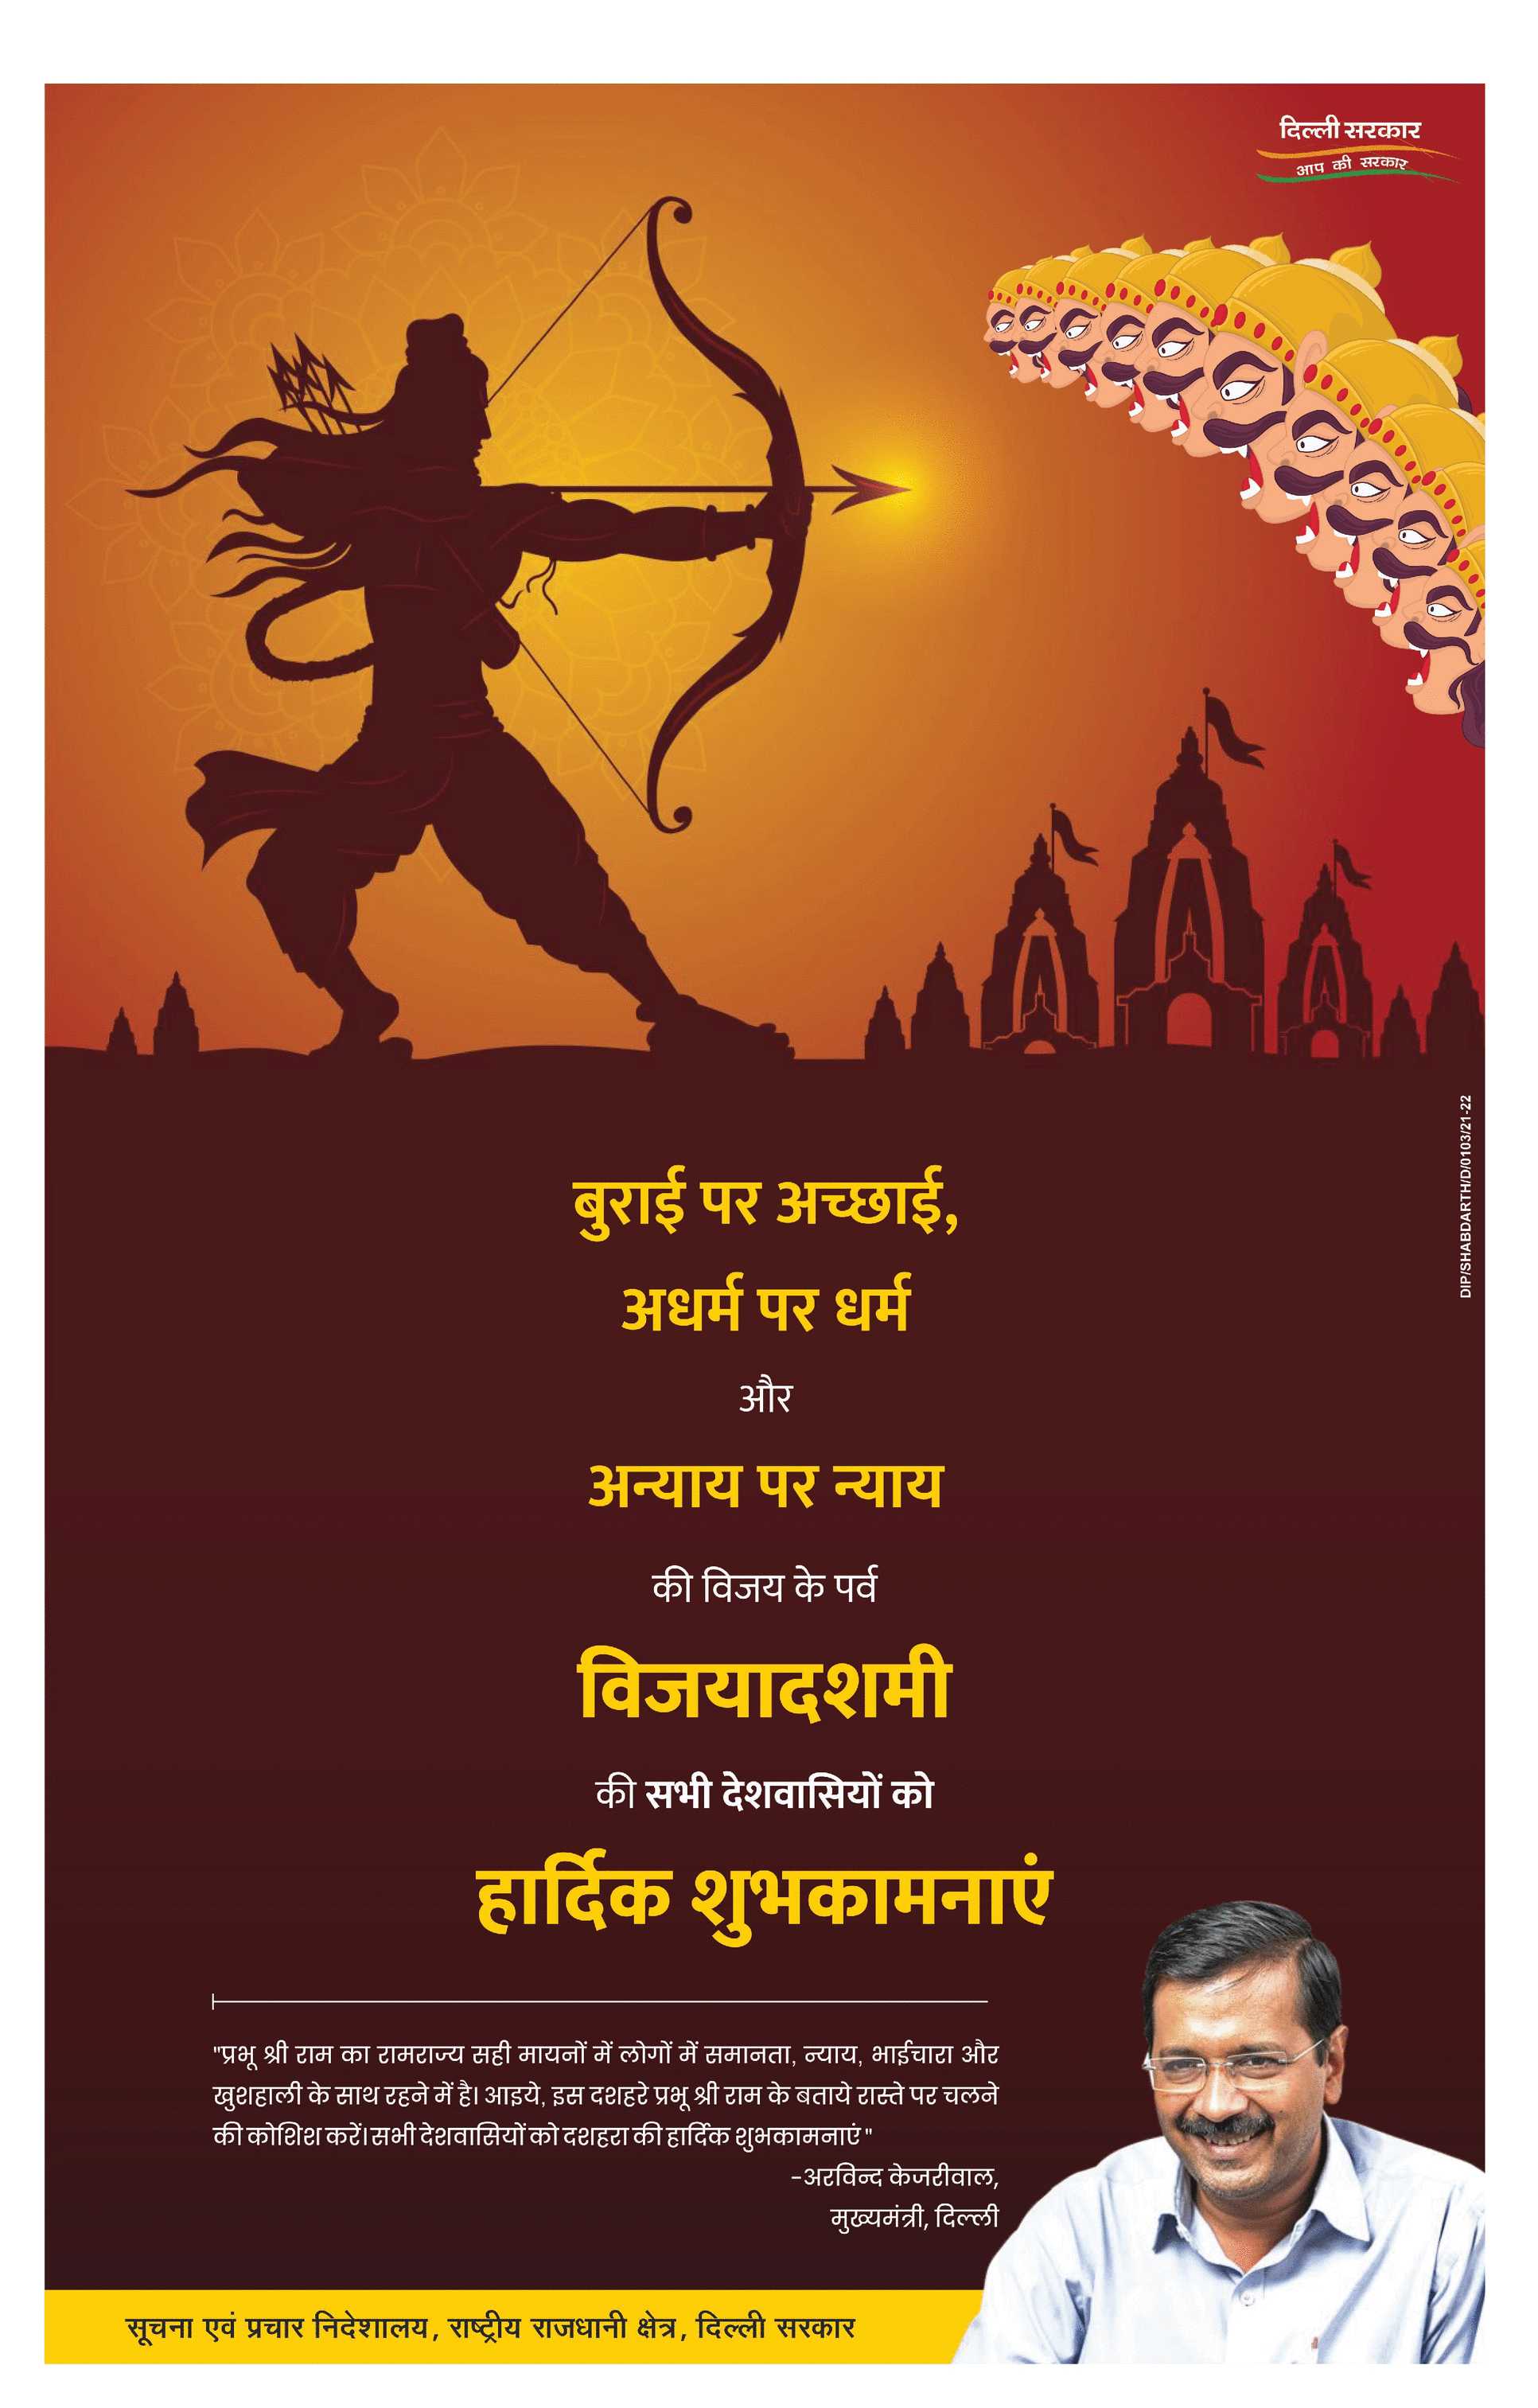 दिल्ली सरकार
आप की सरकार
DIP/SHABDARTH/D/0103/21-22
बुराई पर अच्छाई,
अधर्म पर धर्म
और
अन्याय पर न्याय
की विजय के पर्व
विजयादशमी
की सभी देशवासियों को
हार्दिक शुभकामनाएं
"प्रभू श्री राम का रामराज्य सही मायनों में लोगों में समानता, न्याय, भाईचारा और
खुशहाली के साथ रहने में है। आइये, इस दशहरे प्रभू श्री राम के बताये रास्ते पर चलने
की कोशिश करें। सभी देशवासियों को दशहरा की हार्दिक शुभकामनाएं "
-अरविन्द केजरीवाल,
मुख्यमंत्री, दिल्ली
सूचना एवं प्रचार निदेशालय, राष्ट्रीय राजधानी क्षेत्र, दिल्ली सरकार